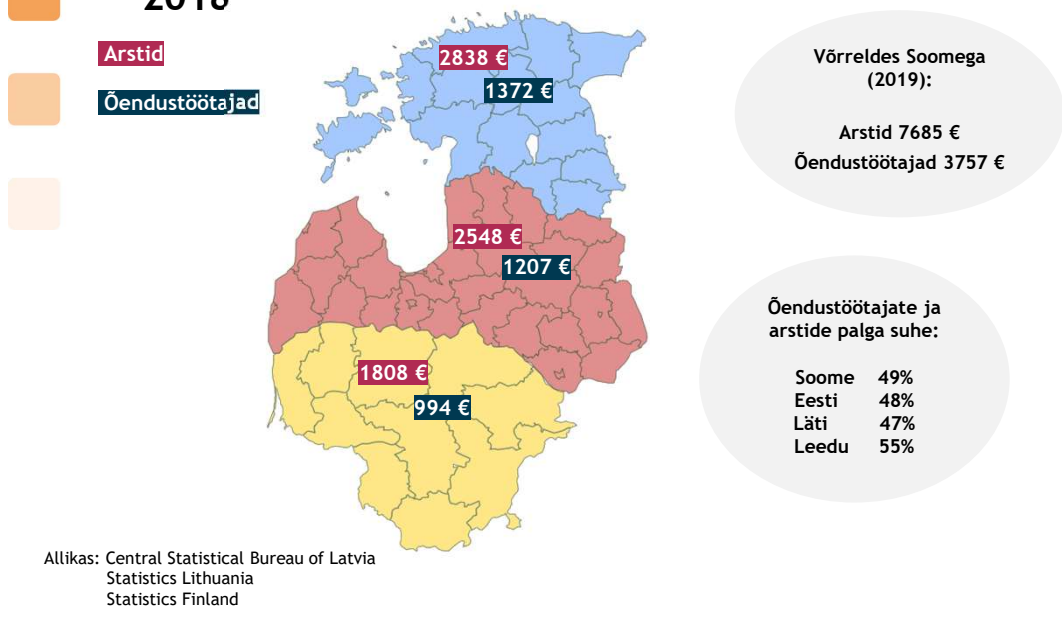 2018
Arstid
Õendustöötajad
2838 €
1372 €
2548 €
1207 €
1808 €
994 €
Võrreldes Soomega
(2019):
Arstid 7685 €
Õendustöötajad 3757 €
Õendustöötajate ja
arstide palga suhe:
Soome 49%
Eesti 48%
Läti 47%
Leedu 55%
Allikas: Central Statistical Bureau of Latvia
Statistics Lithuania
Statistics Finland